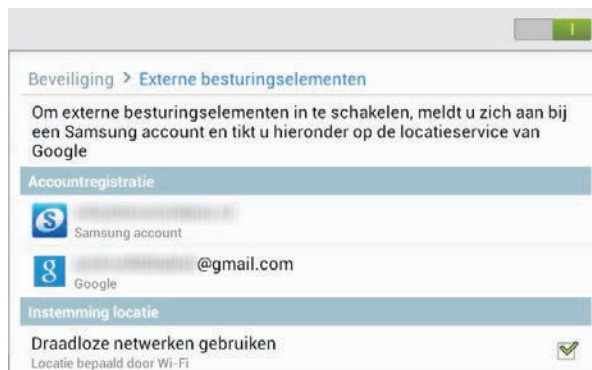 Beveiliging > Externe besturingselementen
Om externe besturingselementen in te schakelen, meldt u zich aan bij
een Samsung account en tikt u hieronder op de locatieservice van
Google
Accountregistratie
Samsung account
@gmail.com
Google
Instemming locatie
Draadloze netwerken gebruiken
Locatie bepaald door Wi-Fi